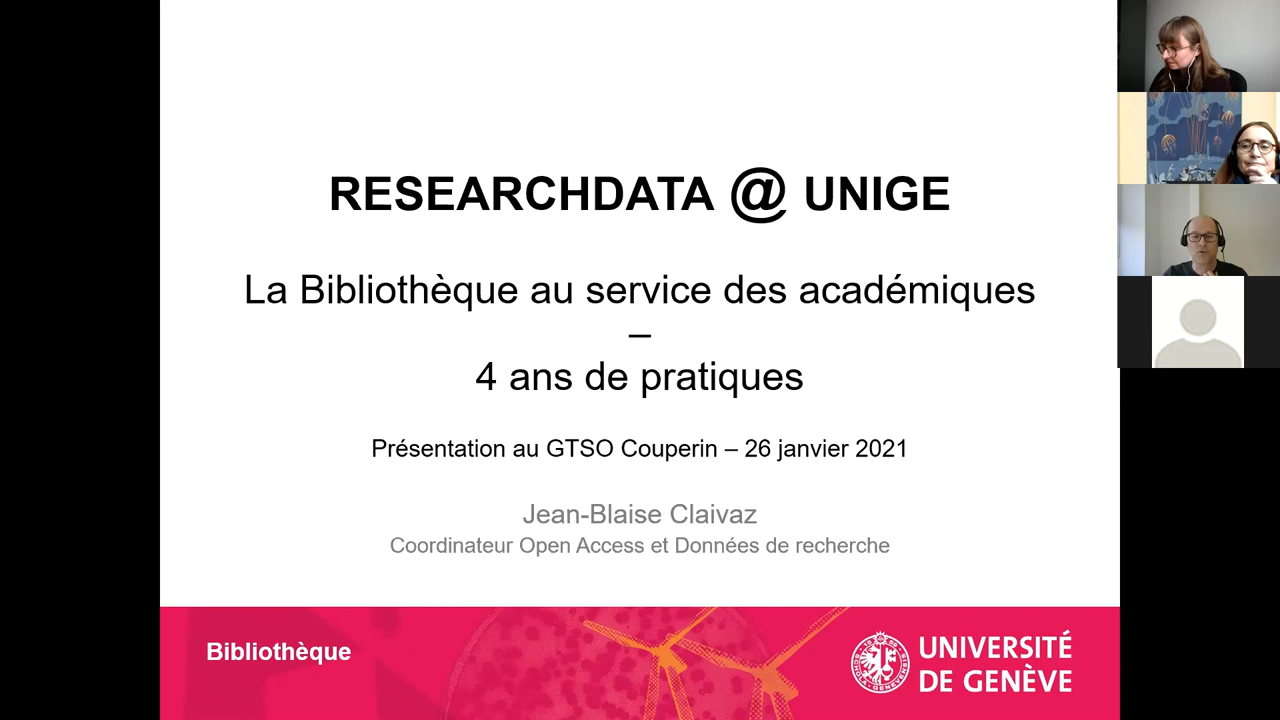 RESEARCHDATA @ UNIGE
La Bibliothèque au service des académiques
–
4 ans de pratiques
Présentation au GTSO Couperin – 26 janvier 2021
Jean-Blaise Claivaz
Coordinateur Open Access et Données de recherche
Bibliothèque
UNIVERSITÉ
DE GENÈVE